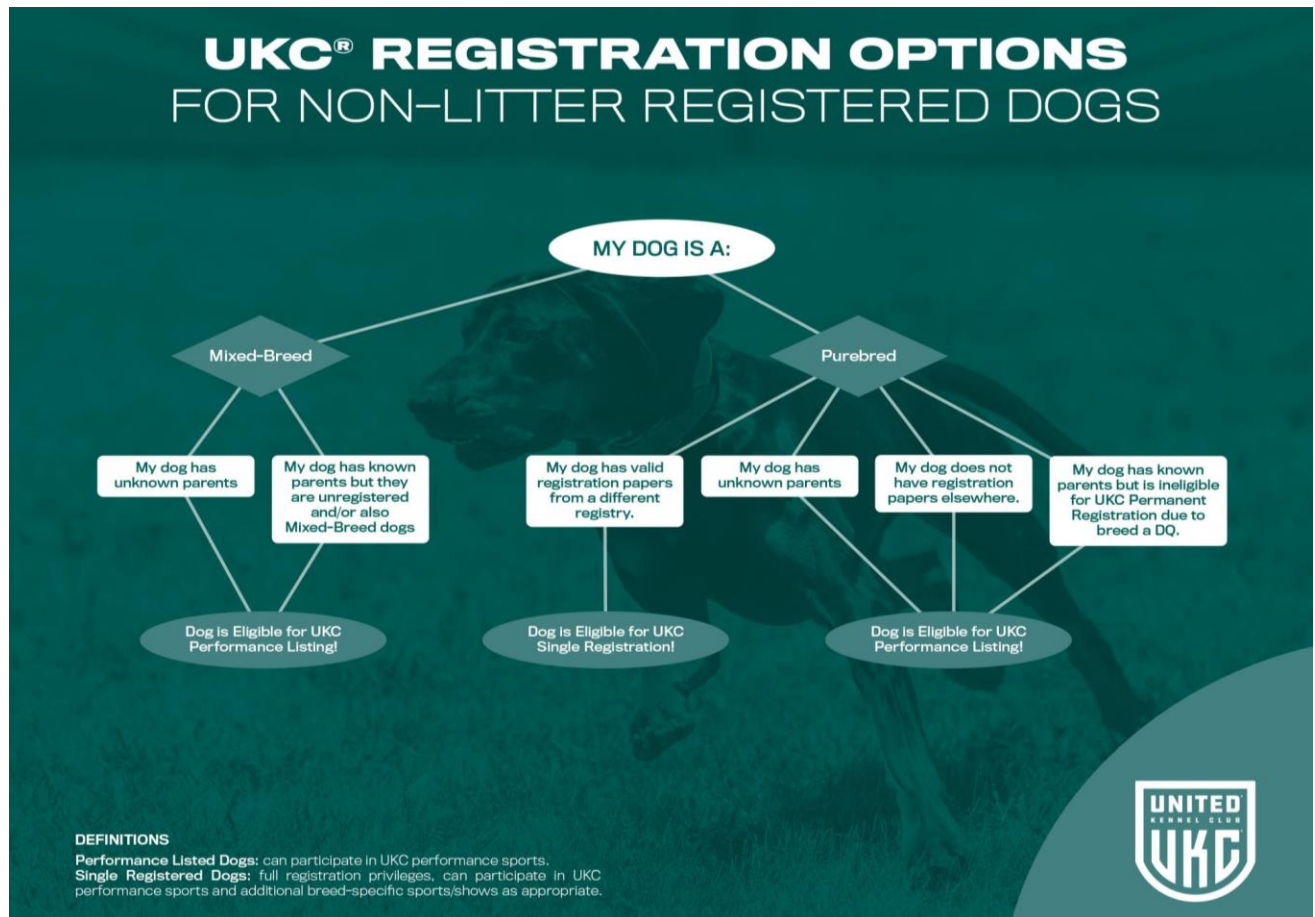 UKC® REGISTRATION OPTIONS
FOR NON-LITTER REGISTERED DOGS
MY DOG IS A:
Mixed-Breed
Purebred
My dog has
unknown parents
My dog has known
parents but they
are unregistered
and/or also
Mixed-Breed dogs
My dog has valid
registration papers
from a different
registry.
My dog has
unknown parents
My dog does not
have registration
papers elsewhere.
My dog has known
parents but is ineligible
for UKC Permanent
Registration due to
breed a DQ.
Dog is Eligible for UKC
Performance Listing!
Dog is Eligible for UKC
Single Registration!
Dog is Eligible for UKC
Performance Listing!
DEFINITIONS
Performance Listed Dogs: can participate in UKC performance sports.
Single Registered Dogs: full registration privileges, can participate in UKC
performance sports and additional breed-specific sports/shows as appropriate.
UNITED
KENNEL CLUB
UKC